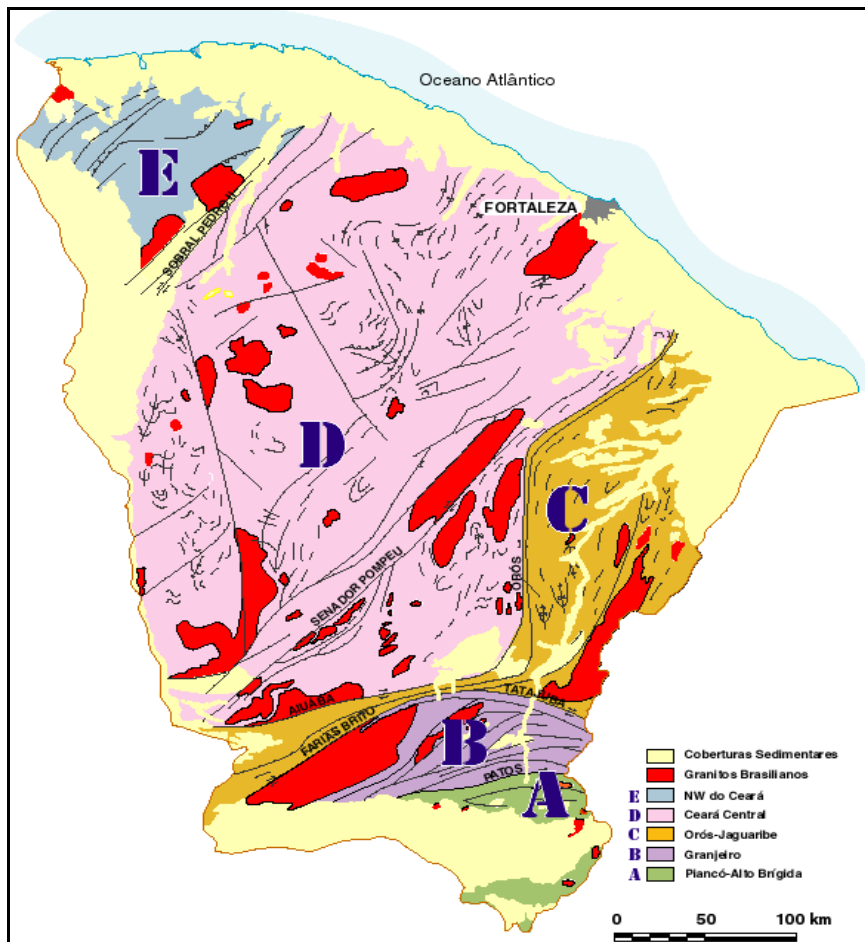 Oceano Atlântico
E
FORTALEZA
SOBRAL PEDRO II
D
C
ORÓS
SENADOR POMPEU
AIUÁBA
TATAJUBA
FARIAS BRITO
B
PATOS
A
Coberturas Sedimentares
Granitos Brasilianos
E NW do Ceará
D Ceará Central
C Orós-Jaguaribe
B Granjeiro
A Piancó-Alto Brígida
0 50 100 km